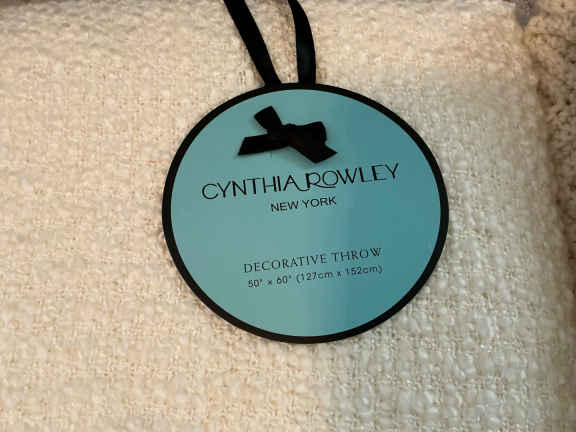 CYNTHIA ROWLEY
NEW YORK
DECORATIVE THROW
50" x 60" (127cm x 152cm)